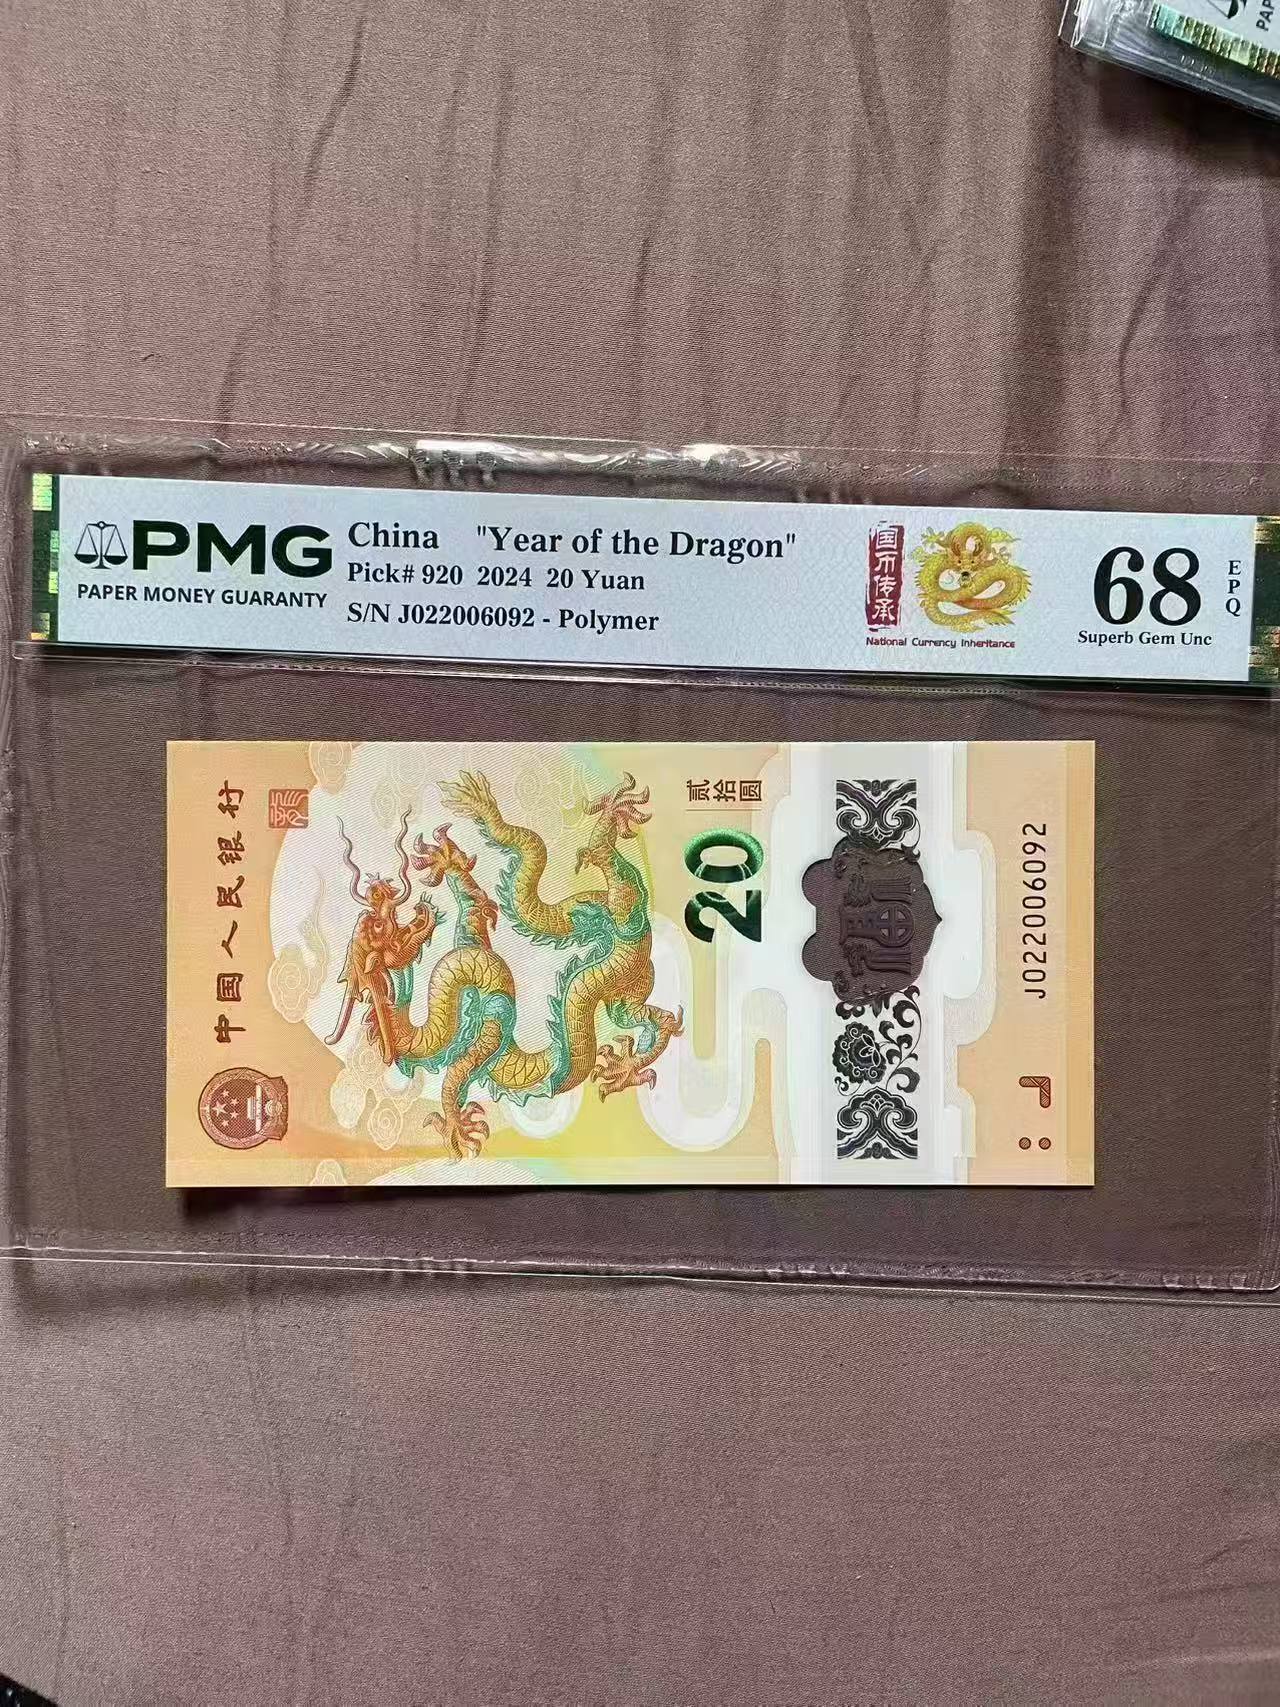 PAP
PMG
PAPER MONEY GUARANTY
China "Year of the Dragon"
Pick# 920 2024 20 Yuan
S/N J022006092 - Polymer
国币传承
National Currency Inheritance
68
EPQ
Superb Gem Unc
中国人民银行
贰拾圆
20
J022006092